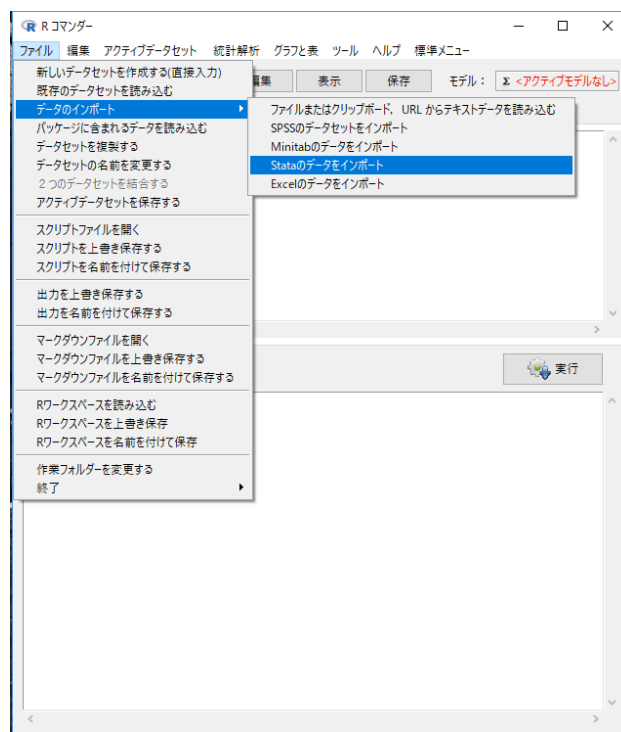 R コマンダー
ファイル 編集 アクティブデータセット 統計解析 グラフと表 ツール ヘルプ 標準メニュー
編集 表示 保存 モデル： Σ <アクティブモデルなし>
新しいデータセットを作成する(直接入力)
既存のデータセットを読み込む
データのインポート
パッケージに含まれるデータを読み込む
データセットを複製する
データセットの名前を変更する
２つのデータセットを結合する
アクティブデータセットを保存する
スクリプトファイルを開く
スクリプトを上書き保存する
スクリプトを名前を付けて保存する
出力を上書き保存する
出力を名前を付けて保存する
マークダウンファイルを開く
マークダウンファイルを上書き保存する
マークダウンファイルを名前を付けて保存する
Rワークスペースを読み込む
Rワークスペースを上書き保存
Rワークスペースを名前を付けて保存
作業フォルダーを変更する
終了
ファイルまたはクリップボード，URL からテキストデータを読み込む
SPSSのデータセットをインポート
Minitabのデータをインポート
Stataのデータをインポート
Excelのデータをインポート
実行